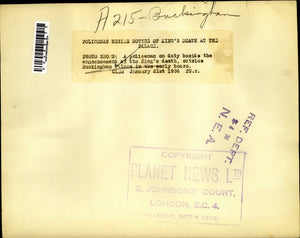 A215-Buckingham
POLICEMAN BESIDE NOTICE OF KING'S DEATH AT THE
PALACE.
PHOTO SHOWS: A policeman on duty beside the
announcement of the King's death, outside
Buckingham Palace in the early hours.
January 21st 1936
REF. DEPT.
N. E. A.
COPYRIGHT
PLANET NEWS LTD
3, JOHNSON'S COURT,
LONDON, E.C. 4.